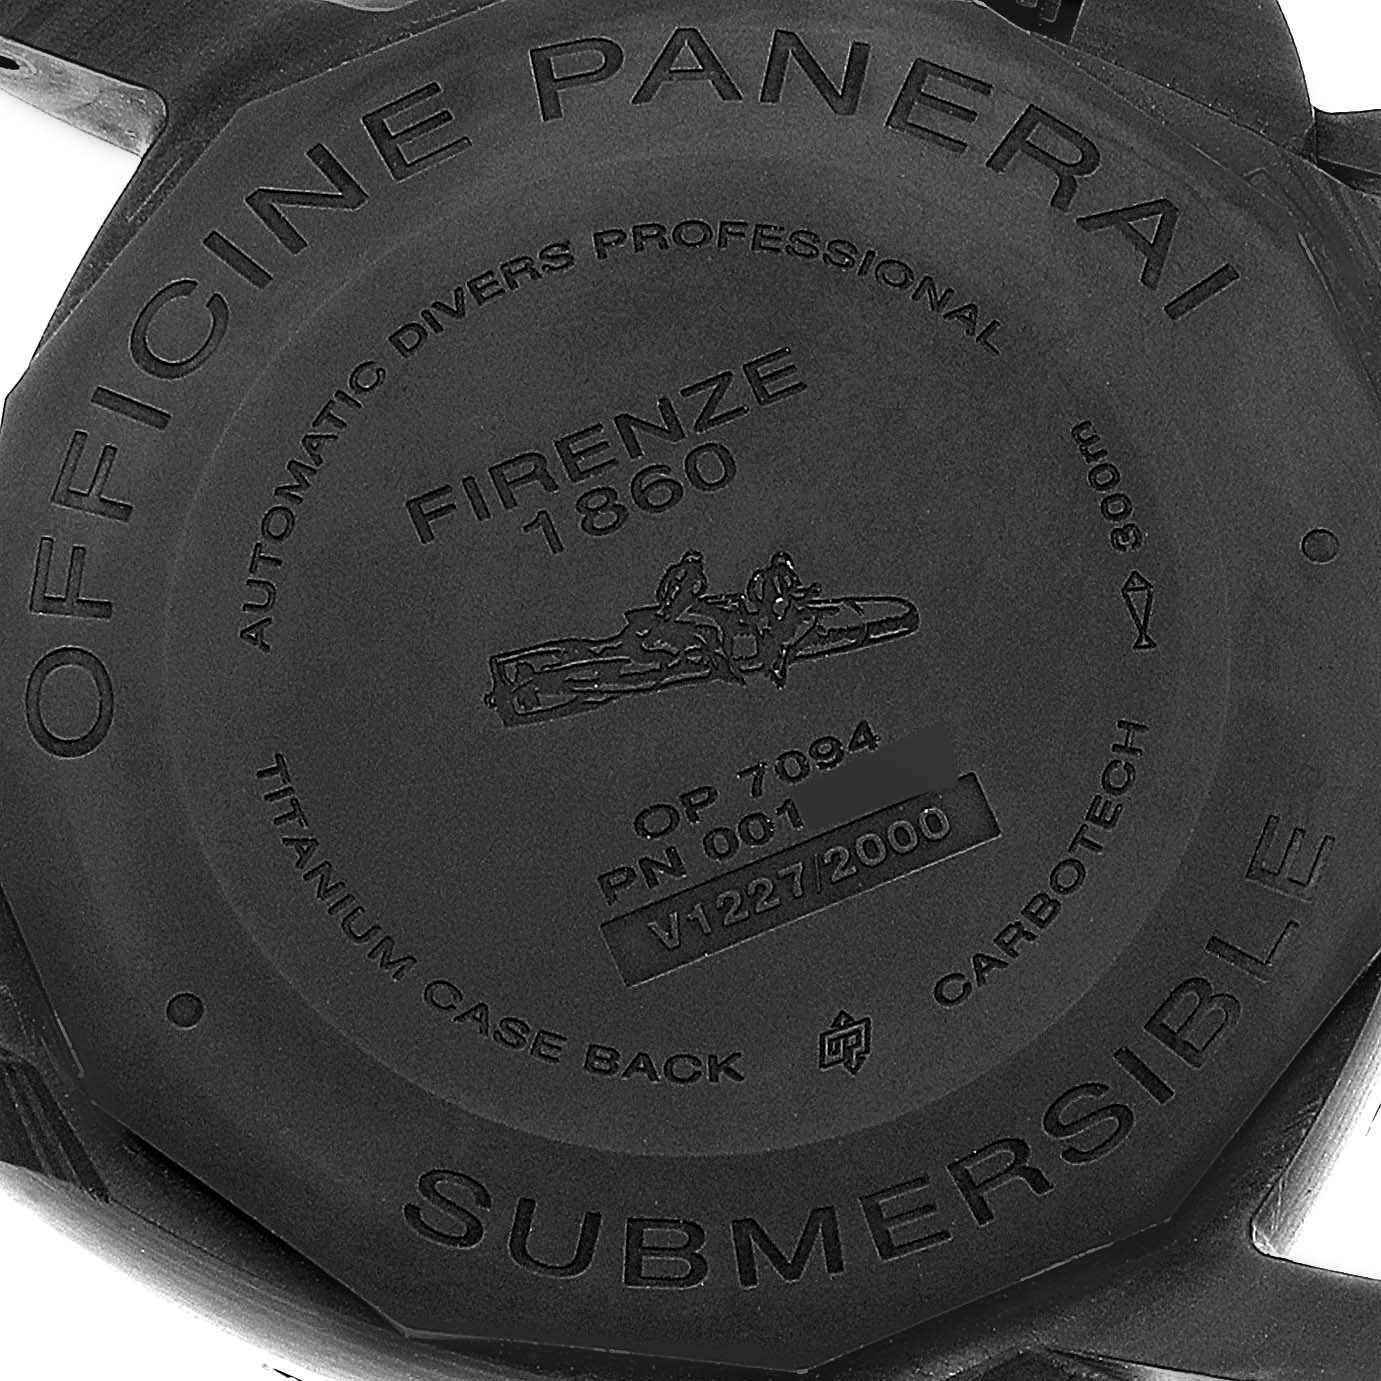 OFFICINE PANERAI
AUTOMATIC DIVERS PROFESSIONAL
300m
FIRENZE
1860
OP 7094
PN 001
V1227/2000
TITANIUM CASE BACK
CARBOTECH
SUBMERSIBLE